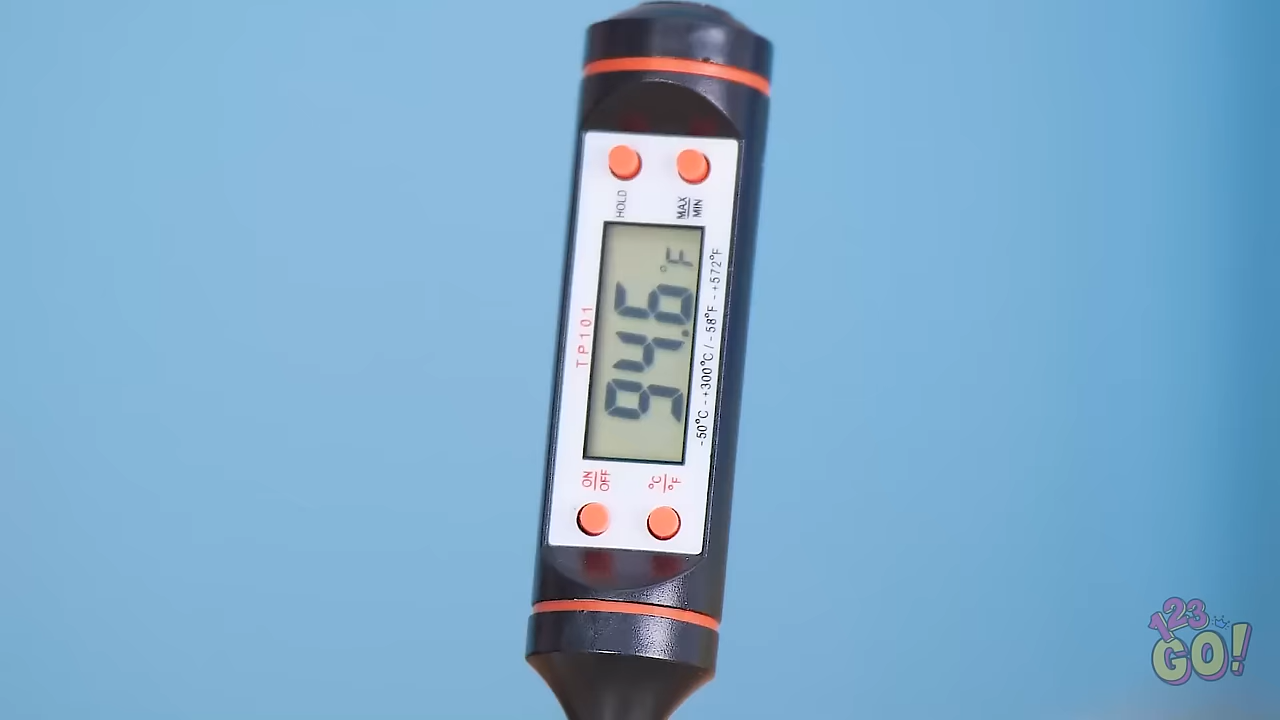 HOLD
MAX
MIN
94.6 °F
TP101
-50°C - +300°C / -58°F - +572°F
ON
OFF
°C
°F
123
GO!